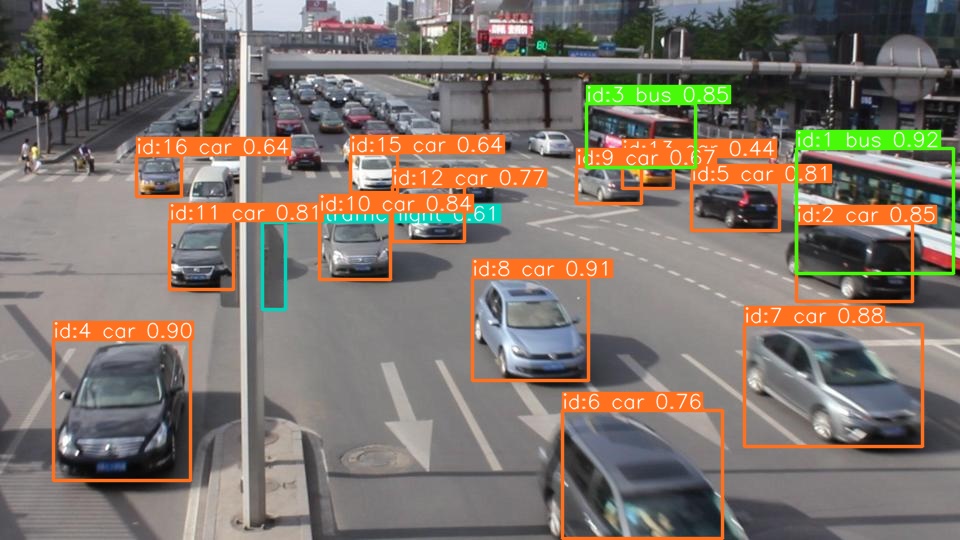 80
id:3 bus 0.85
id:1 bus 0.92
id:16 car 0.64
id:15 car 0.64
0.44
id:9 car 0.67
id:12 car 0.77
id:5 car 0.81
id:10 car 0.84
id:11 car 0.81
traffic light 0.61
id:2 car 0.85
id:8 car 0.91
id:7 car 0.88
id:4 car 0.90
id:6 car 0.76